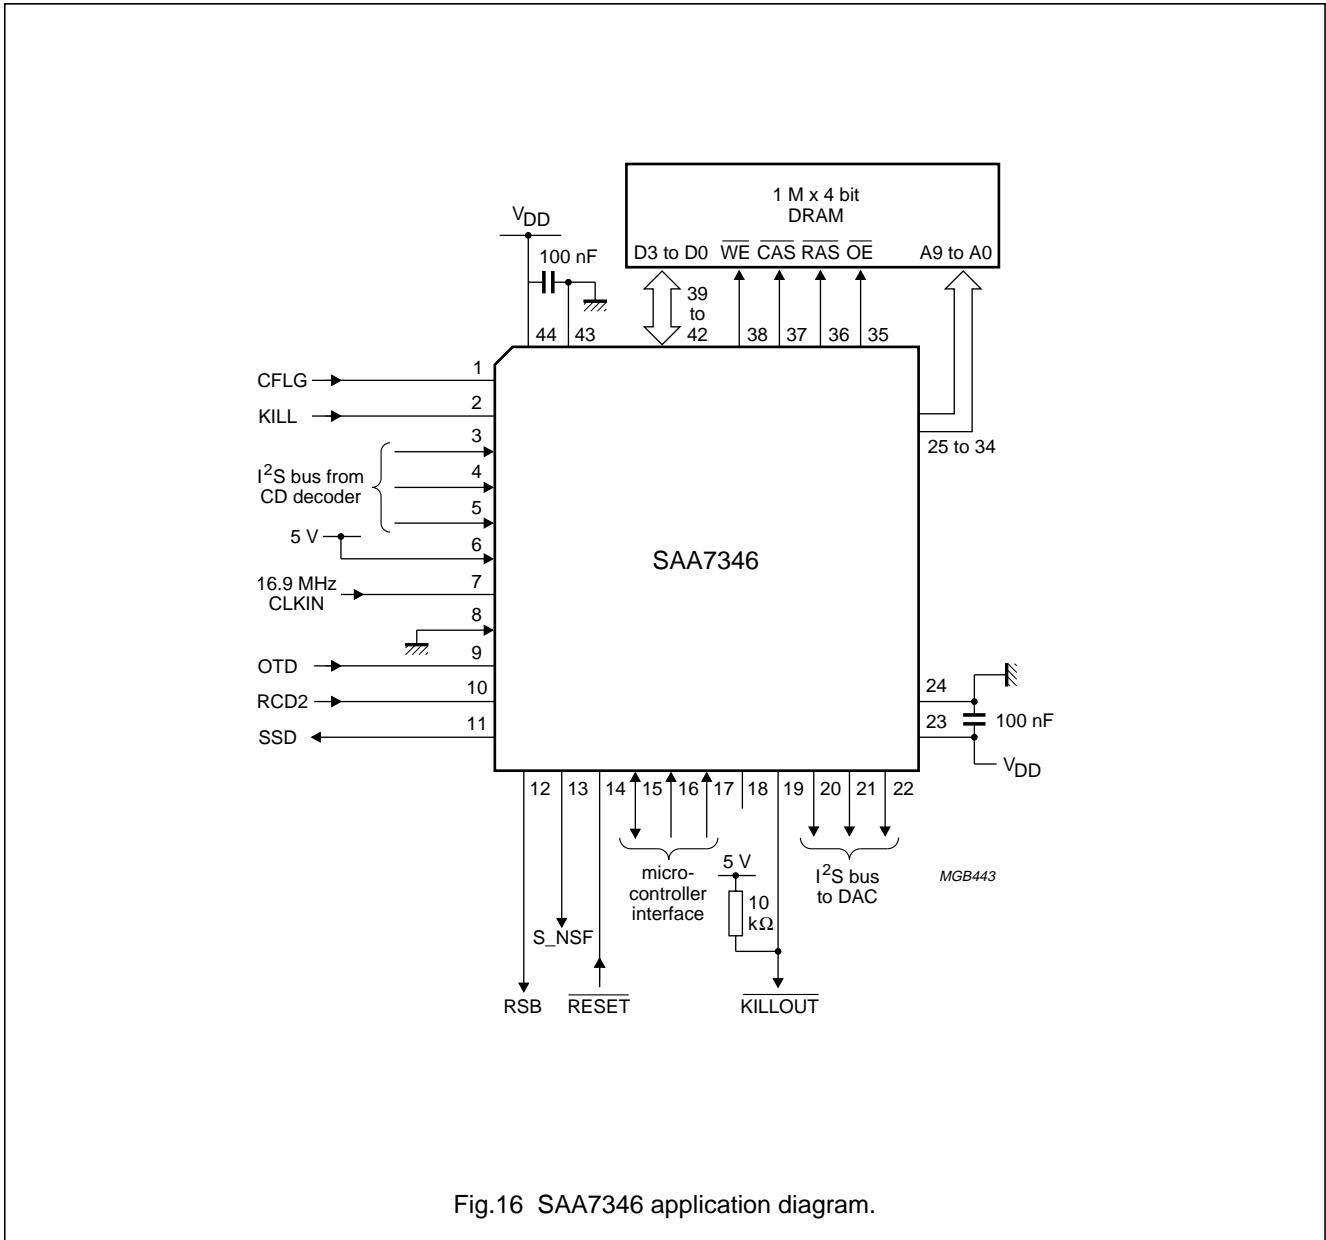 1 M x 4 bit
DRAM
D3 to D0 WE CAS RAS OE A9 to A0
VDD
100 nF
39
to
42
44 43 38 37 36 35
25 to 34
CFLG 1
KILL 2
3
I2S bus from
CD decoder
4
5
5 V
6
16.9 MHz
CLKIN
7
8
OTD 9
RCD2 10
SSD 11
SAA7346
24
23
100 nF
VDD
12 13 14 15 16 17 18 19 20 21 22
micro-
controller
interface
5 V
10
kΩ
I2S bus
to DAC
MGB443
S_NSF
RSB RESET KILLOUT
Fig.16 SAA7346 application diagram.